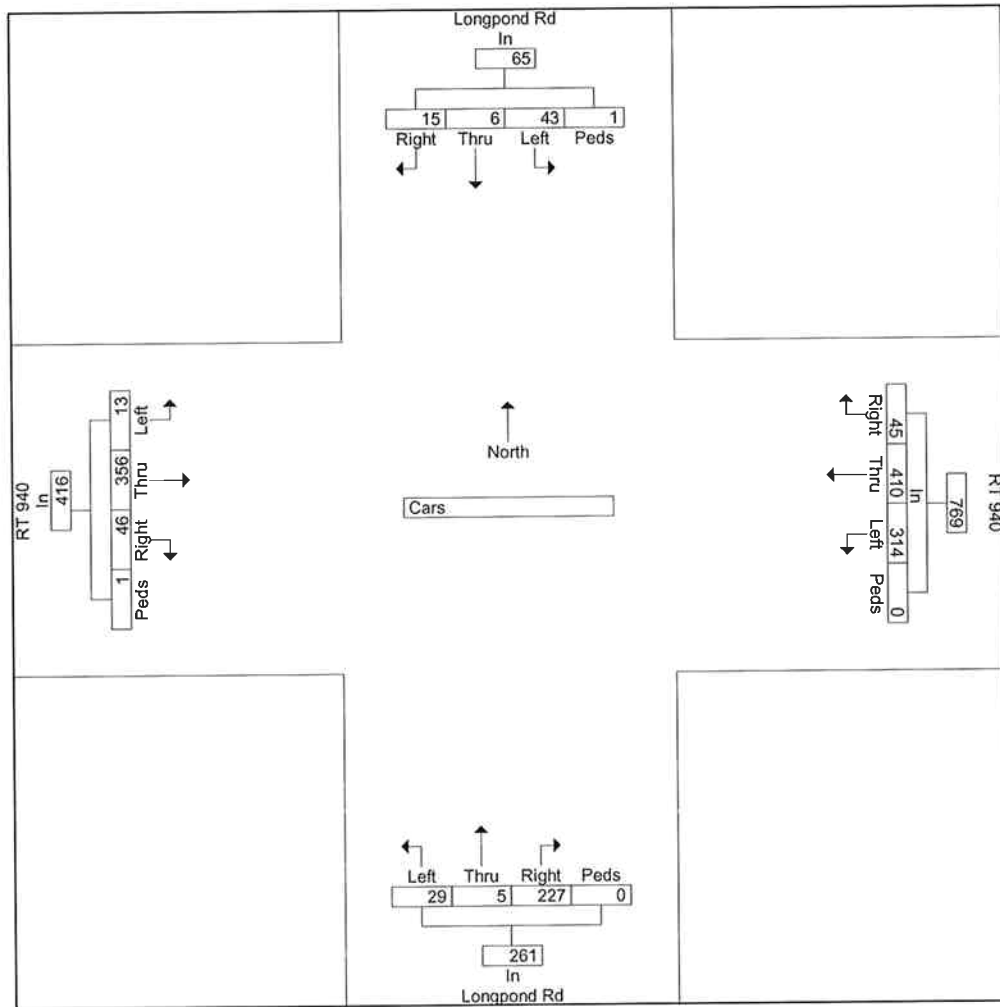 Longpond Rd
In
65
15 6 43 1
Right Thru Left Peds
RT 940
In
416
13 356 46 1
Left Thru Right Peds
North
Cars
Right Thru Left Peds
45 410 314 0
In
769
RT 940
Left Thru Right Peds
29 5 227 0
261
In
Longpond Rd